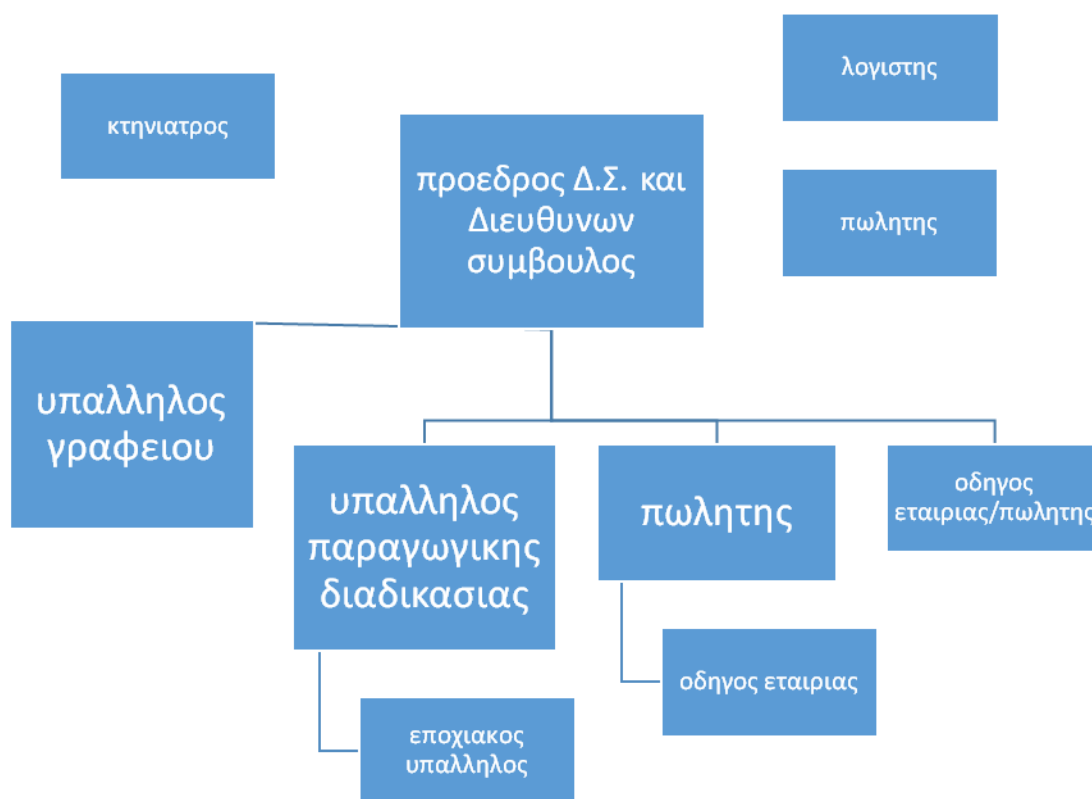 λογιστης
κτηνιατρος
προεδρος Δ.Σ. και
Διευθυνων
συμβουλος
πωλητης
υπαλληλος
γραφειου
υπαλληλος
παραγωγικης
διαδικασιας
πωλητης
οδηγος
εταιριας/πωλητης
οδηγος εταιριας
εποχιακος
υπαλληλος